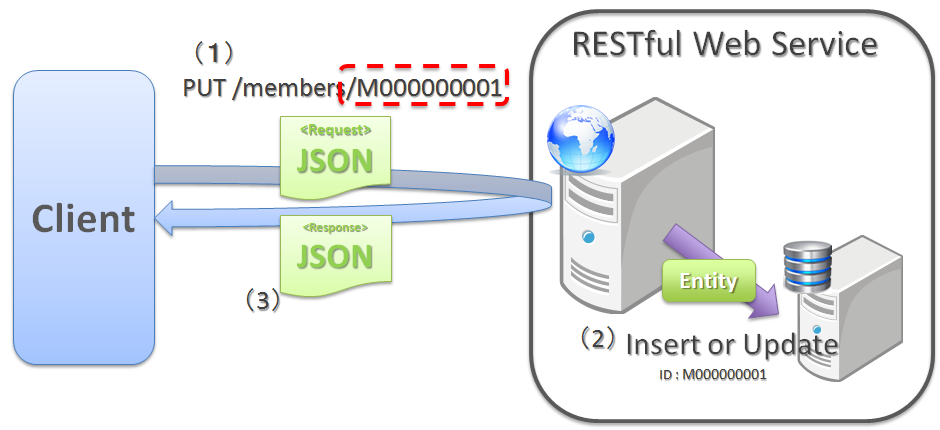 RESTful Web Service
（1）
PUT /members/M000000001
<Request>
JSON
Client
<Response>
JSON
（3）
Entity
（2） Insert or Update
ID : M000000001